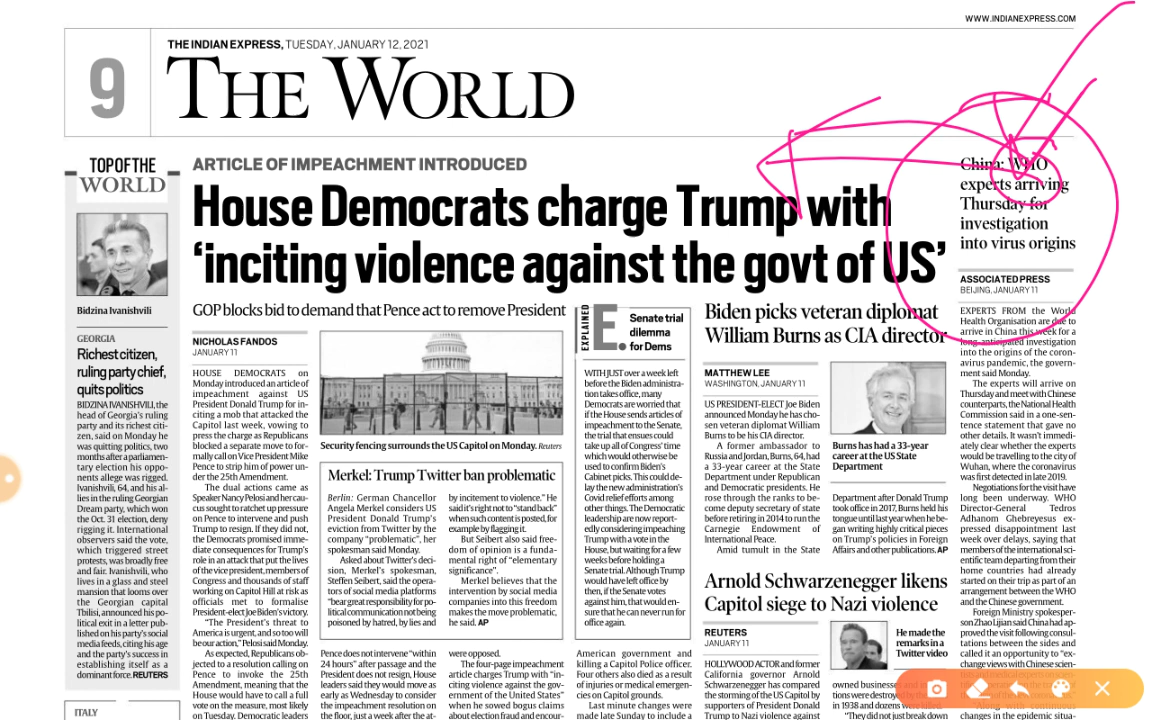 WWW.INDIANEXPRESS.COM
9
THE INDIAN EXPRESS, TUESDAY, JANUARY 12, 2021
THE WORLD
TOP OF THE
WORLD
Bidzina Ivanishvili
GEORGIA
Richest citizen,
ruling party chief,
quits politics
BIDZINA IVANISHVILI, the
head of Georgia's ruling
party and its richest citi-
zen, said on Monday he
was quitting politics, two
months after a parliamen-
tary election his oppo-
nents allege was rigged.
Ivanishvili, 64, and his al-
lies in the ruling Georgian
Dream party, which won
the Oct. 31 election, deny
rigging it. International
observers said the vote,
which triggered street
protests, was broadly free
and fair. Ivanishvili, who
lives in a glass and steel
mansion that looms over
the Georgian capital
Tbilisi, announced his po-
litical exit in a letter pub-
lished on his party's social
media feeds, citing his age
and the party's success in
establishing itself as a
dominant force. REUTERS
ITALY
ARTICLE OF IMPEACHMENT INTRODUCED
House Democrats charge Trump with
'inciting violence against the govt of US'
GOP blocks bid to demand that Pence act to remove President
NICHOLAS FANDOS
JANUARY 11
HOUSE DEMOCRATS on
Monday introduced an article of
impeachment against US
President Donald Trump for in-
citing a mob that attacked the
Capitol last week, vowing to
press the charge as Republicans
blocked a separate move to for-
mally call on Vice President Mike
Pence to strip him of power un-
der the 25th Amendment.
The dual actions came as
Speaker Nancy Pelosi and her cau-
cus sought to ratchet up pressure
on Pence to intervene and push
Trump to resign. If they did not,
the Democrats promised imme-
diate consequences for Trump's
role in an attack that put the lives
of the vice president, members of
Congress and thousands of staff
working on Capitol Hill at risk as
officials met to formalise
President-elect Joe Biden's victory.
"The President's threat to
America is urgent, and so too will
be our action," Pelosi said Monday.
As expected, Republicans ob-
jected to a resolution calling on
Pence to invoke the 25th
Amendment, meaning that the
House would have to call a full
vote on the measure, most likely
on Tuesday. Democratic leaders
Security fencing surrounds the US Capitol on Monday. Reuters
Merkel: Trump Twitter ban problematic
Berlin: German Chancellor
Angela Merkel considers US
President Donald Trump's
eviction from Twitter by the
company "problematic", her
spokesman said Monday.
Asked about Twitter's deci-
sion, Merkel's spokesman,
Steffen Seibert, said the opera-
tors of social media platforms
"bear great responsibility for po-
litical communication not being
poisoned by hatred, by lies and
by incitement to violence." He
said it's right not to "stand back"
when such content is posted, for
example by flagging it.
But Seibert also said free-
dom of opinion is a funda-
mental right of "elementary
significance".
Merkel believes that the
intervention by social media
companies into this freedom
makes the move problematic,
he said. AP
Pence does not intervene "within
24 hours" after passage and the
President does not resign, House
leaders said they would move as
early as Wednesday to consider
the impeachment resolution on
the floor, just a week after the at-
were opposed.
The four-page impeachment
article charges Trump with "in-
citing violence against the gov-
ernment of the United States"
when he sowed bogus claims
about election fraud and encour-
EXPLAINED
E.
Senate trial
dilemma
for Dems
WITH JUST over a week left
before the Biden administra-
tion takes office, many
Democrats are worried that
if the House sends articles of
impeachment to the Senate,
the trial that ensues could
take up all of Congress' time
which would otherwise be
used to confirm Biden's
Cabinet picks. This could de-
lay the new administration's
Covid relief efforts among
other things. The Democratic
leadership are now report-
edly considering impeaching
Trump with a vote in the
House, but waiting for a few
weeks before holding a
Senate trial. Although Trump
would have left office by
then, if the Senate votes
against him, that would en-
sure that he can never run for
office again.
American government and
killing a Capitol Police officer.
Four others also died as a result
of injuries or medical emergen-
cies on Capitol grounds.
Last minute changes were
made late Sunday to include a
Biden picks veteran diplomat
William Burns as CIA director
MATTHEW LEE
WASHINGTON, JANUARY 11
US PRESIDENT-ELECT Joe Biden
announced Monday he has cho-
sen veteran diplomat William
Burns to be his CIA director.
A former ambassador to
Russia and Jordan, Burns, 64, had
a 33-year career at the State
Department under Republican
and Democratic presidents. He
rose through the ranks to be-
come deputy secretary of state
before retiring in 2014 to run the
Carnegie Endowment of
International Peace.
Amid tumult in the State
Burns has had a 33-year
career at the US State
Department
Department after Donald Trump
took office in 2017, Burns held his
tongue until last year when he be-
gan writing highly critical pieces
on Trump's policies in Foreign
Affairs and other publications. AP
Arnold Schwarzenegger likens
Capitol siege to Nazi violence
REUTERS
JANUARY 11
HOLLYWOOD ACTOR and former
California governor Arnold
Schwarzenegger has compared
the storming of the US Capitol by
supporters of President Donald
Trump to Nazi violence against
He made the
remarks in a
Twitter video
owned businesses
tions were destroyed
in 1938 and dozens were
"They did not just break down
China: WHO
experts arriving
Thursday for
investigation
into virus origins
ASSOCIATED PRESS
BEIJING, JANUARY 11
EXPERTS FROM the World
Health Organisation are due to
arrive in China this week for a
long-anticipated investigation
into the origins of the coron-
avirus pandemic, the govern-
ment said Monday.
The experts will arrive on
Thursday and meet with Chinese
counterparts, the National Health
Commission said in a one-sen-
tence statement that gave no
other details. It wasn't immedi-
ately clear whether the experts
would be travelling to the city of
Wuhan, where the coronavirus
was first detected in late 2019.
Negotiations for the visit have
long been underway. WHO
Director-General Tedros
Adhanom Ghebreyesus ex-
pressed disappointment last
week over delays, saying that
members of the international sci-
entific team departing from their
home countries had already
started on their trip as part of an
arrangement between the WHO
and the Chinese government.
Foreign Ministry spokesper-
son Zhao Lijian said China had ap-
proved the visit following consul-
tations between the sides and
called it an opportunity to "ex-
change views with Chinese scien-
changes in the epidemic situa-